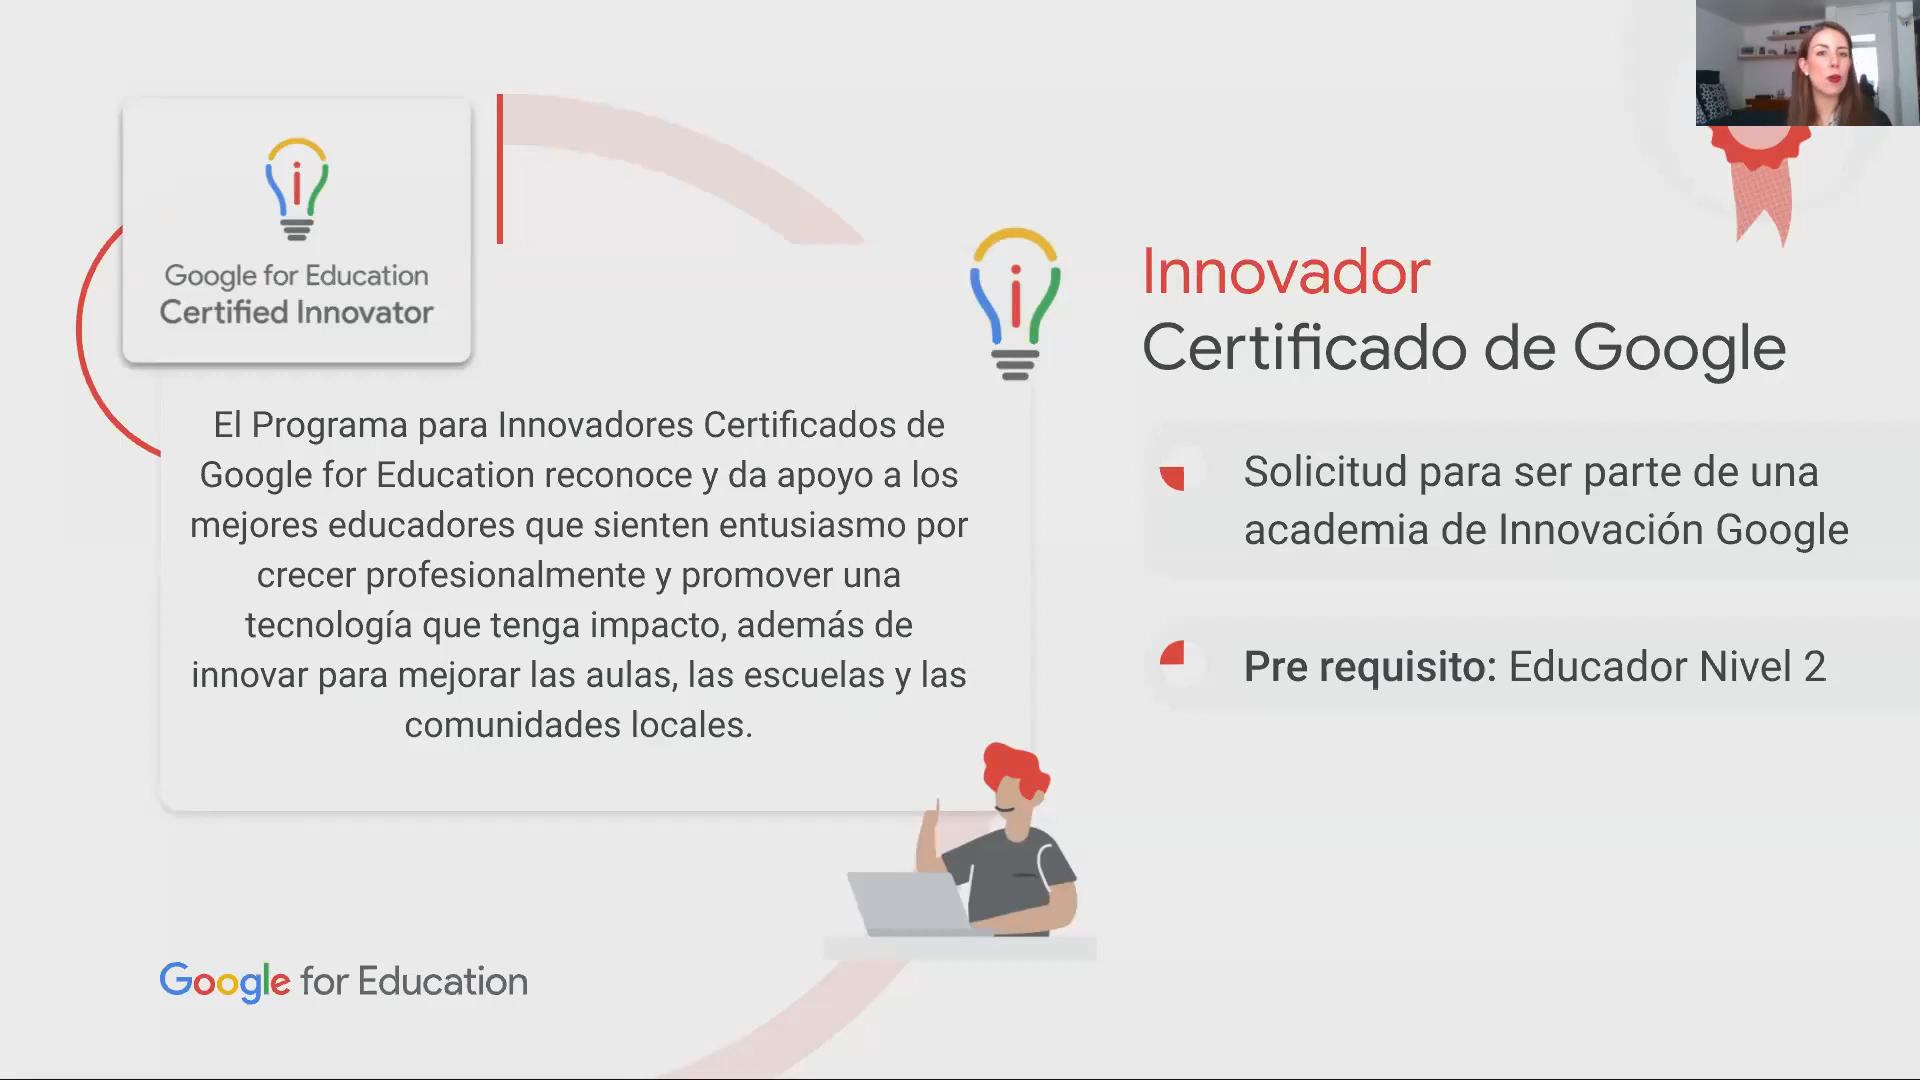 Google for Education
Certified Innovator
El Programa para Innovadores Certificados de
Google for Education reconoce y da apoyo a los
mejores educadores que sienten entusiasmo por
crecer profesionalmente y promover una
tecnología que tenga impacto, además de
innovar para mejorar las aulas, las escuelas y las
comunidades locales.
Innovador
Certificado de Google
Solicitud para ser parte de una
academia de Innovación Google
Pre requisito: Educador Nivel 2
Google for Education